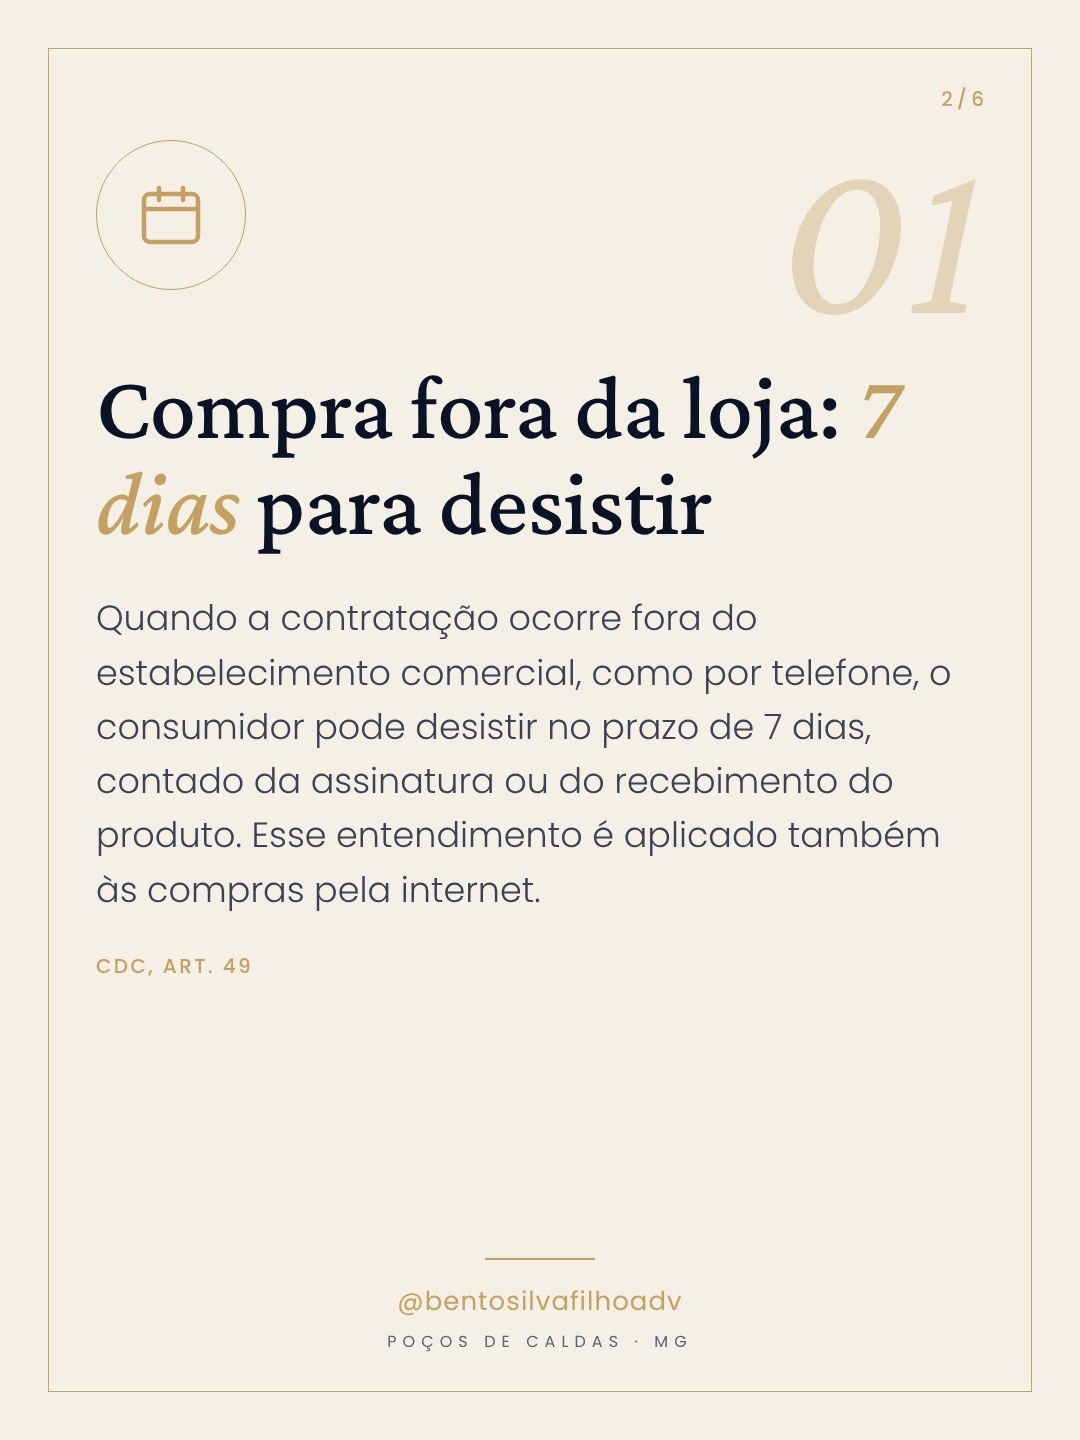 2 / 6
01
Compra fora da loja: 7
dias para desistir
Quando a contratação ocorre fora do
estabelecimento comercial, como por telefone, o
consumidor pode desistir no prazo de 7 dias,
contado da assinatura ou do recebimento do
produto. Esse entendimento é aplicado também
às compras pela internet.
CDC, ART. 49
@bentosilvafilhoadv
POÇOS DE CALDAS · MG